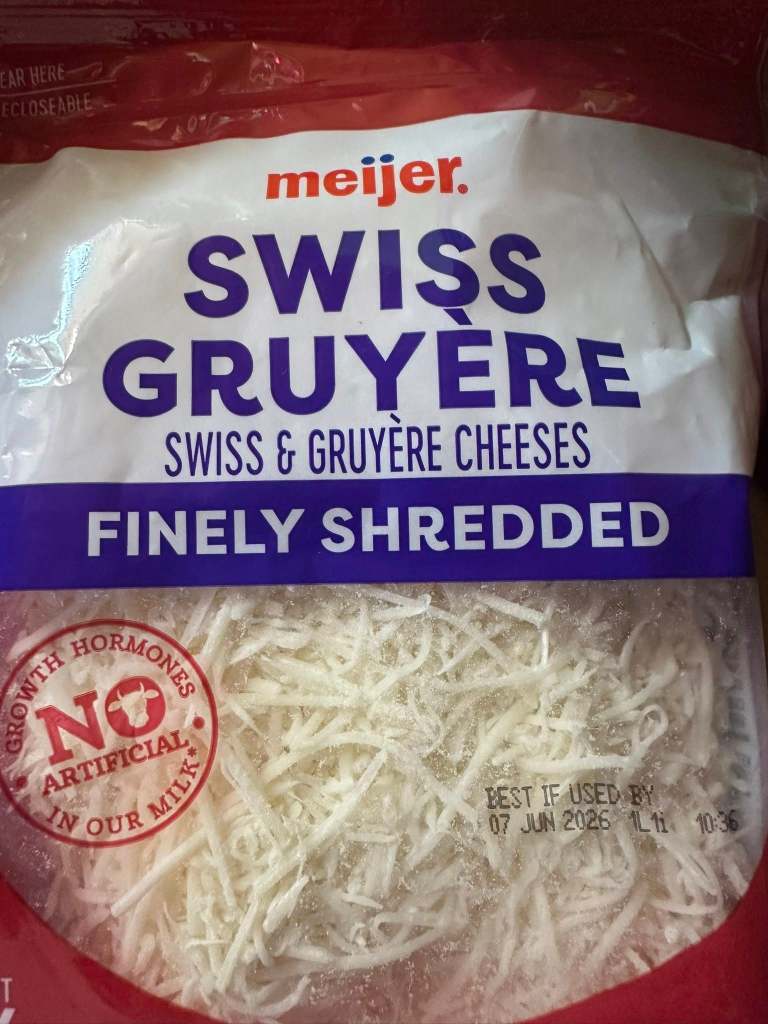 EAR HERE
ECLOSEABLE
meijer.
SWISS
GRUYÈRE
SWISS & GRUYÈRE CHEESES
FINELY SHREDDED
GROWTH HORMONES
NO
ARTIFICIAL
IN OUR MILK*
BEST IF USED BY
07 JUN 2026 1L1i 10:36